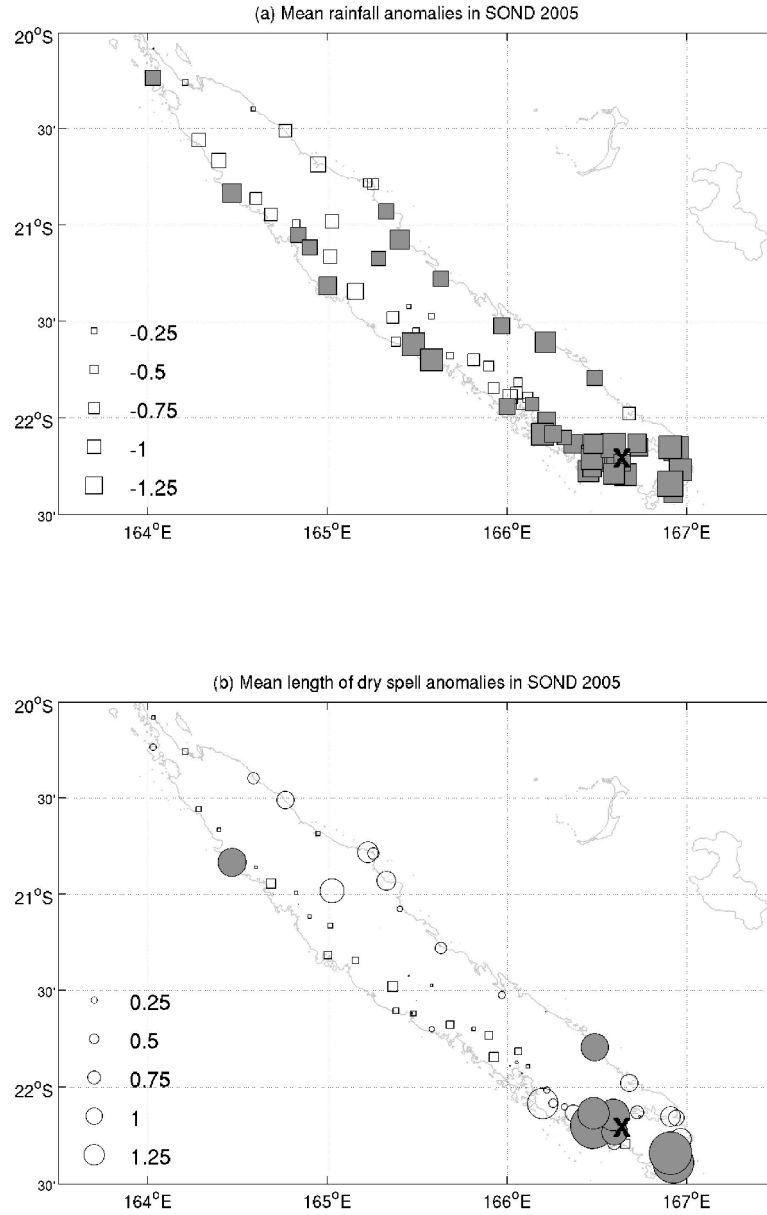 (a) Mean rainfall anomalies in SOND 2005
20°S
30'
21°S
30'
22°S
30'
-0.25
-0.5
-0.75
-1
-1.25
X
164°E
165°E
166°E
167°E
(b) Mean length of dry spell anomalies in SOND 2005
20°S
30'
21°S
30'
22°S
30'
0.25
0.5
0.75
1
1.25
X
164°E
165°E
166°E
167°E